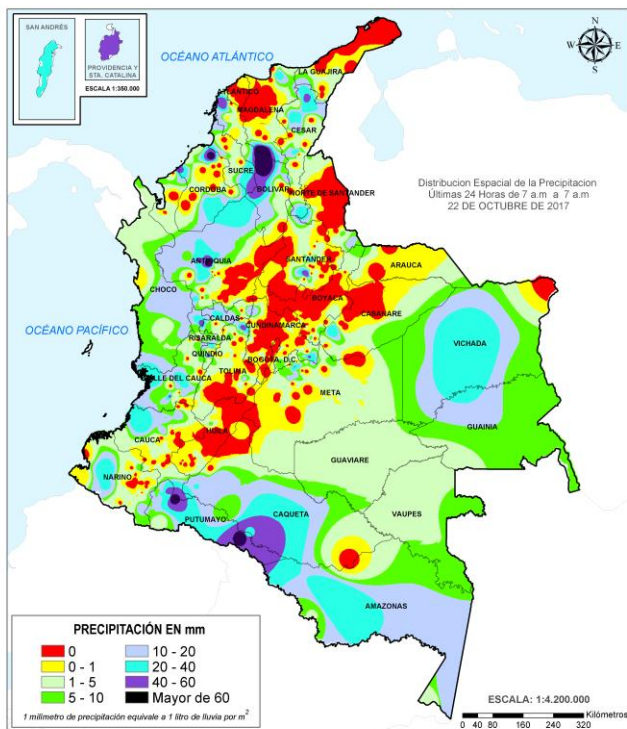 SAN ANDRÉS
PROVIDENCIA Y
STA. CATALINA
ESCALA 1:350.000
OCÉANO ATLÁNTICO
N
W
E
S
LA GUAJIRA
ATLANTICO
MAGDALENA
CESAR
SUCRE
CORDOBA
BOLIVAR
NORTE DE SANTANDER
Distribucion Espacial de la Precipitacion
Últimas 24 Horas de 7 a.m a 7 a.m
22 DE OCTUBRE DE 2017
ANTIOQUIA
SANTANDER
ARAUCA
CHOCO
BOYACA
CASANARE
OCÉANO PACÍFICO
CALDAS
CUNDINAMARCA
RISARALDA
VICHADA
QUINDIO
BOGOTA, D.C.
TOLIMA
VALLE DEL CAUCA
META
GUAINIA
CAUCA
HUILA
GUAVIARE
NARIÑO
VAUPES
PUTUMAYO
CAQUETA
AMAZONAS
PRECIPITACIÓN EN mm
0
10 - 20
0 - 1
20 - 40
1 - 5
40 - 60
5 - 10
Mayor de 60
1 milimetro de precipitación equivale a 1 litro de lluvia por m²
ESCALA: 1:4.200.000
Kilómetros
0 40 80 160 240 320